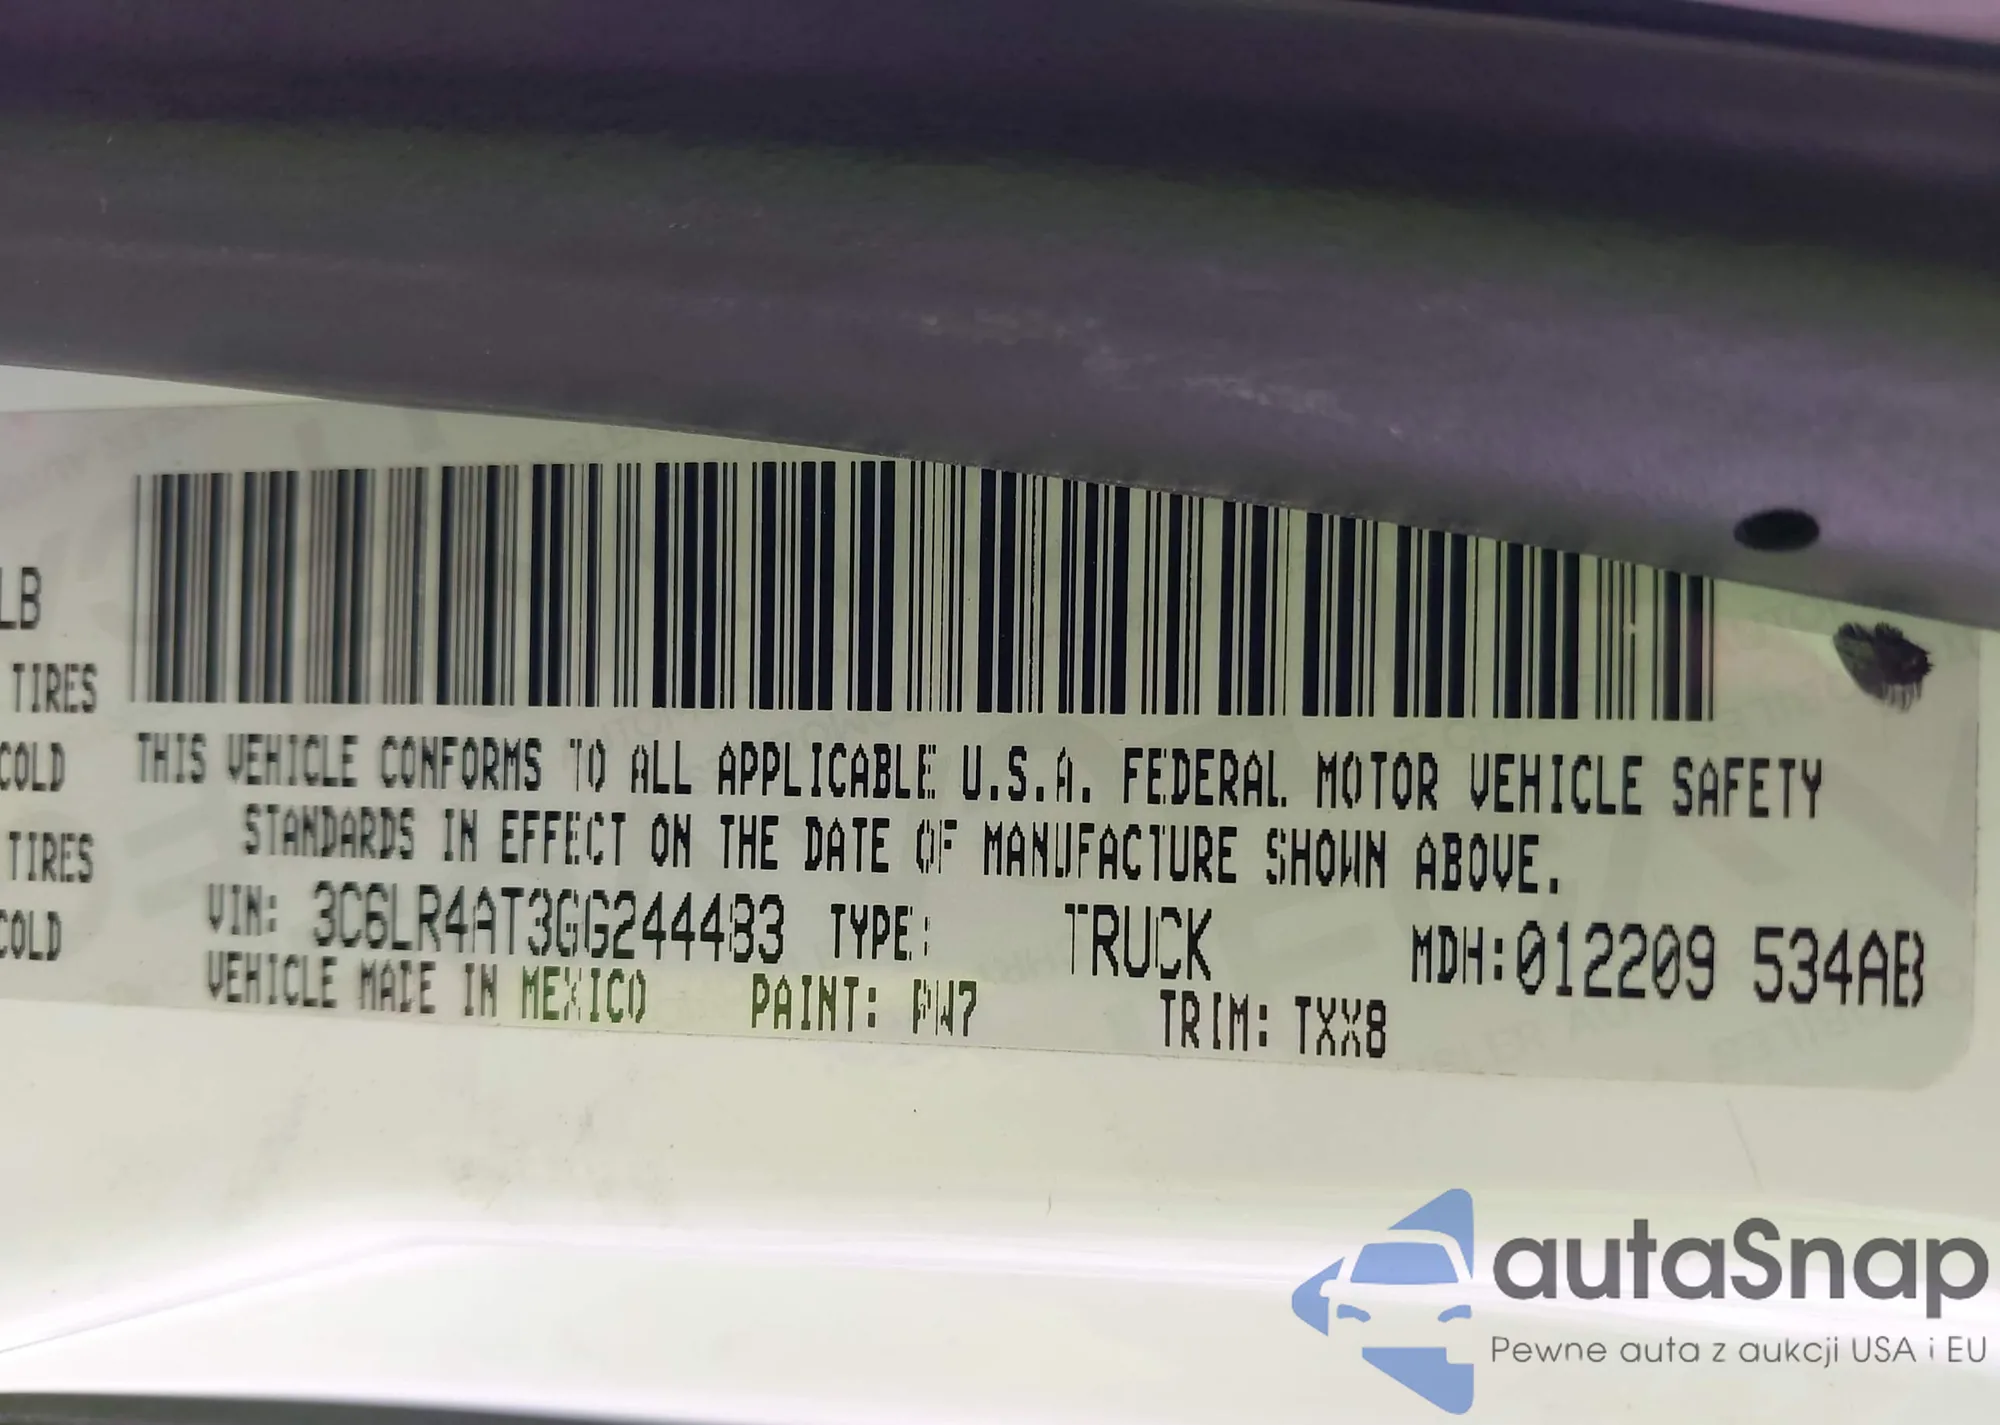 LB
TIRES
COLD
TIRES
COLD
THIS VEHICLE CONFORMS TO ALL APPLICABLE U.S.A. FEDERAL MOTOR VEHICLE SAFETY
STANDARDS IN EFFECT ON THE DATE OF MANUFACTURE SHOWN ABOVE.
VIN: 3C6LR4AT3GG244483 TYPE: TRUCK MDH:012209 534AB
VEHICLE MADE IN MEXICO PAINT: PW7 TRIM: TXX8
autaSnap
Pewne auta z aukcji USA i EU